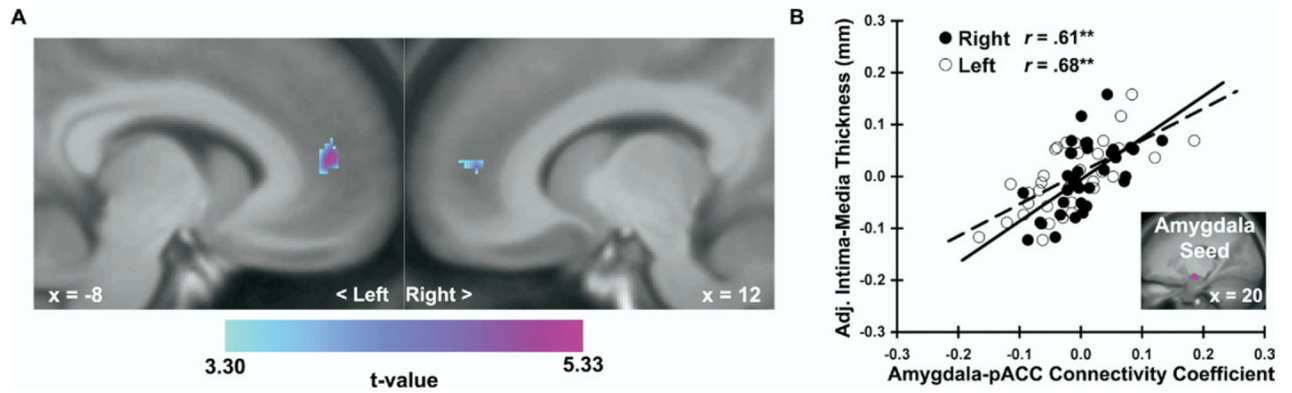 A
x = -8
< Left
Right >
x = 12
3.30
5.33
t-value
B
Adj. Intima-Media Thickness (mm)
0.3
0.2
0.1
0.0
-0.1
-0.2
-0.3
Right r = .61**
Left r = .68**
Amygdala
Seed
x = 20
-0.3 -0.2 -0.1 0.0 0.1 0.2 0.3
Amygdala-pACC Connectivity Coefficient